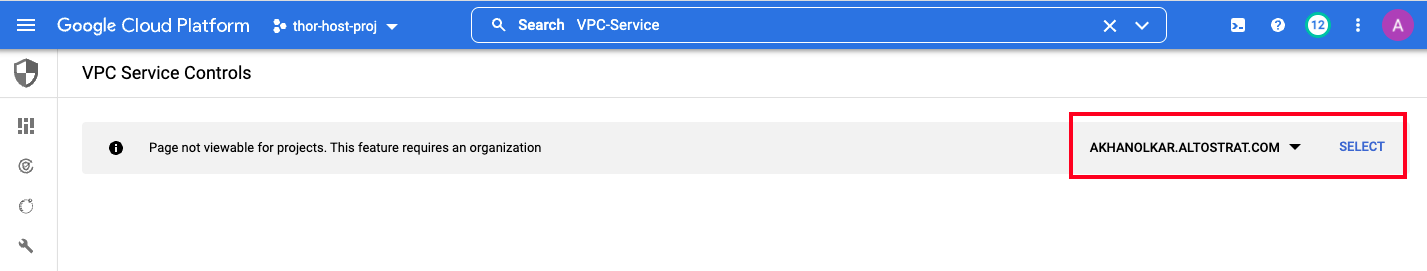 Google Cloud Platform thor-host-proj Search VPC-Service 12 A
VPC Service Controls
Page not viewable for projects. This feature requires an organization AKHANOLKAR.ALTOSTRAT.COM SELECT